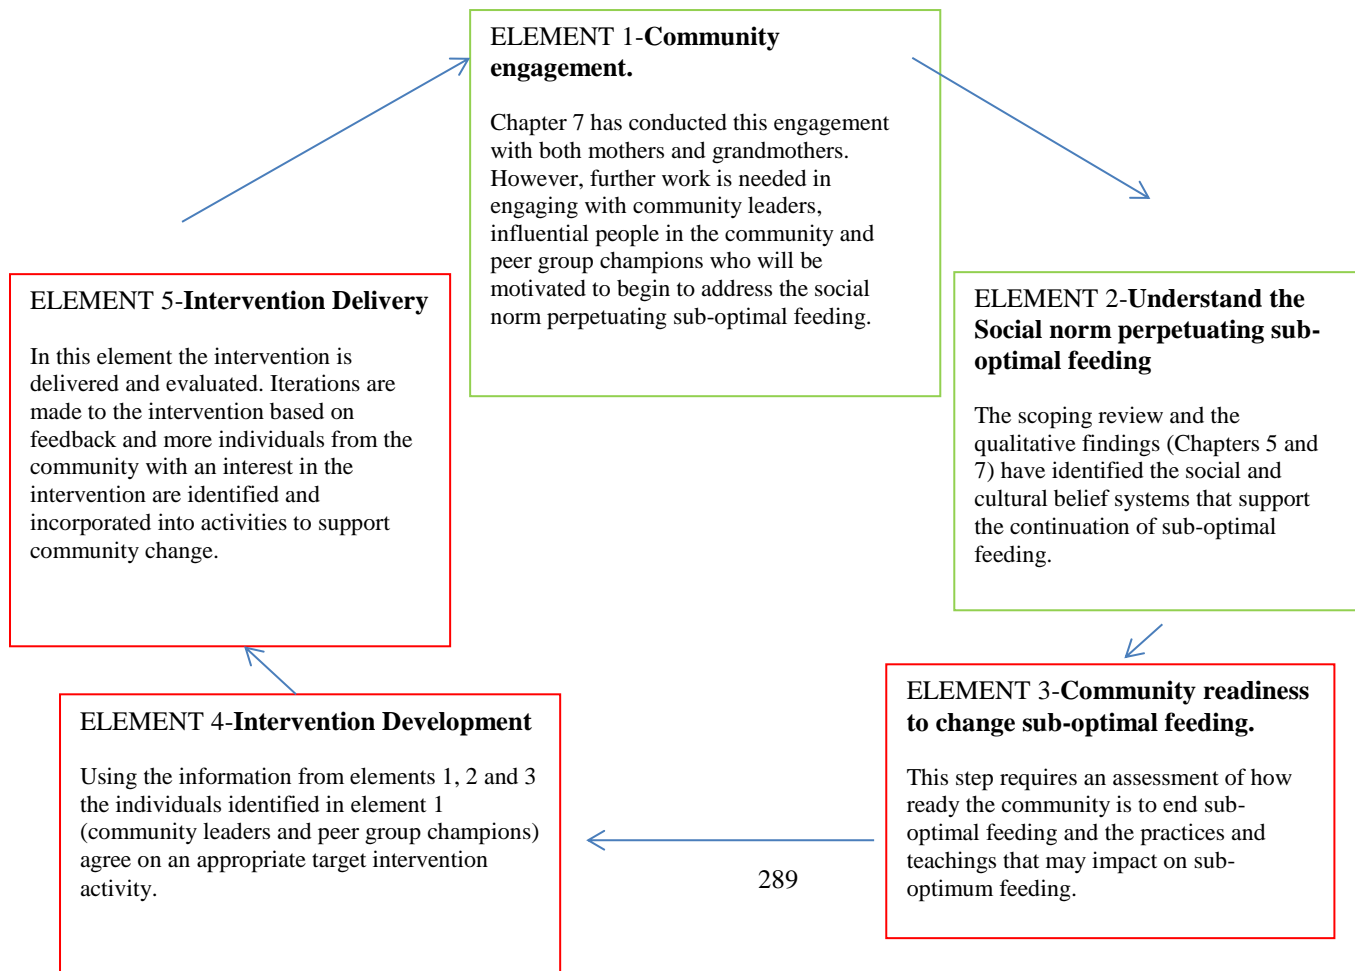 ELEMENT 1-Community
engagement.
Chapter 7 has conducted this engagement
with both mothers and grandmothers.
However, further work is needed in
engaging with community leaders,
influential people in the community and
peer group champions who will be
motivated to begin to address the social
norm perpetuating sub-optimal feeding.
ELEMENT 2-Understand the
Social norm perpetuating sub-
optimal feeding
The scoping review and the
qualitative findings (Chapters 5 and
7) have identified the social and
cultural belief systems that support
the continuation of sub-optimal
feeding.
ELEMENT 3-Community readiness
to change sub-optimal feeding.
This step requires an assessment of how
ready the community is to end sub-
optimal feeding and the practices and
teachings that may impact on sub-
optimum feeding.
ELEMENT 4-Intervention Development
Using the information from elements 1, 2 and 3
the individuals identified in element 1
(community leaders and peer group champions)
agree on an appropriate target intervention
activity.
ELEMENT 5-Intervention Delivery
In this element the intervention is
delivered and evaluated. Iterations are
made to the intervention based on
feedback and more individuals from the
community with an interest in the
intervention are identified and
incorporated into activities to support
community change.
289